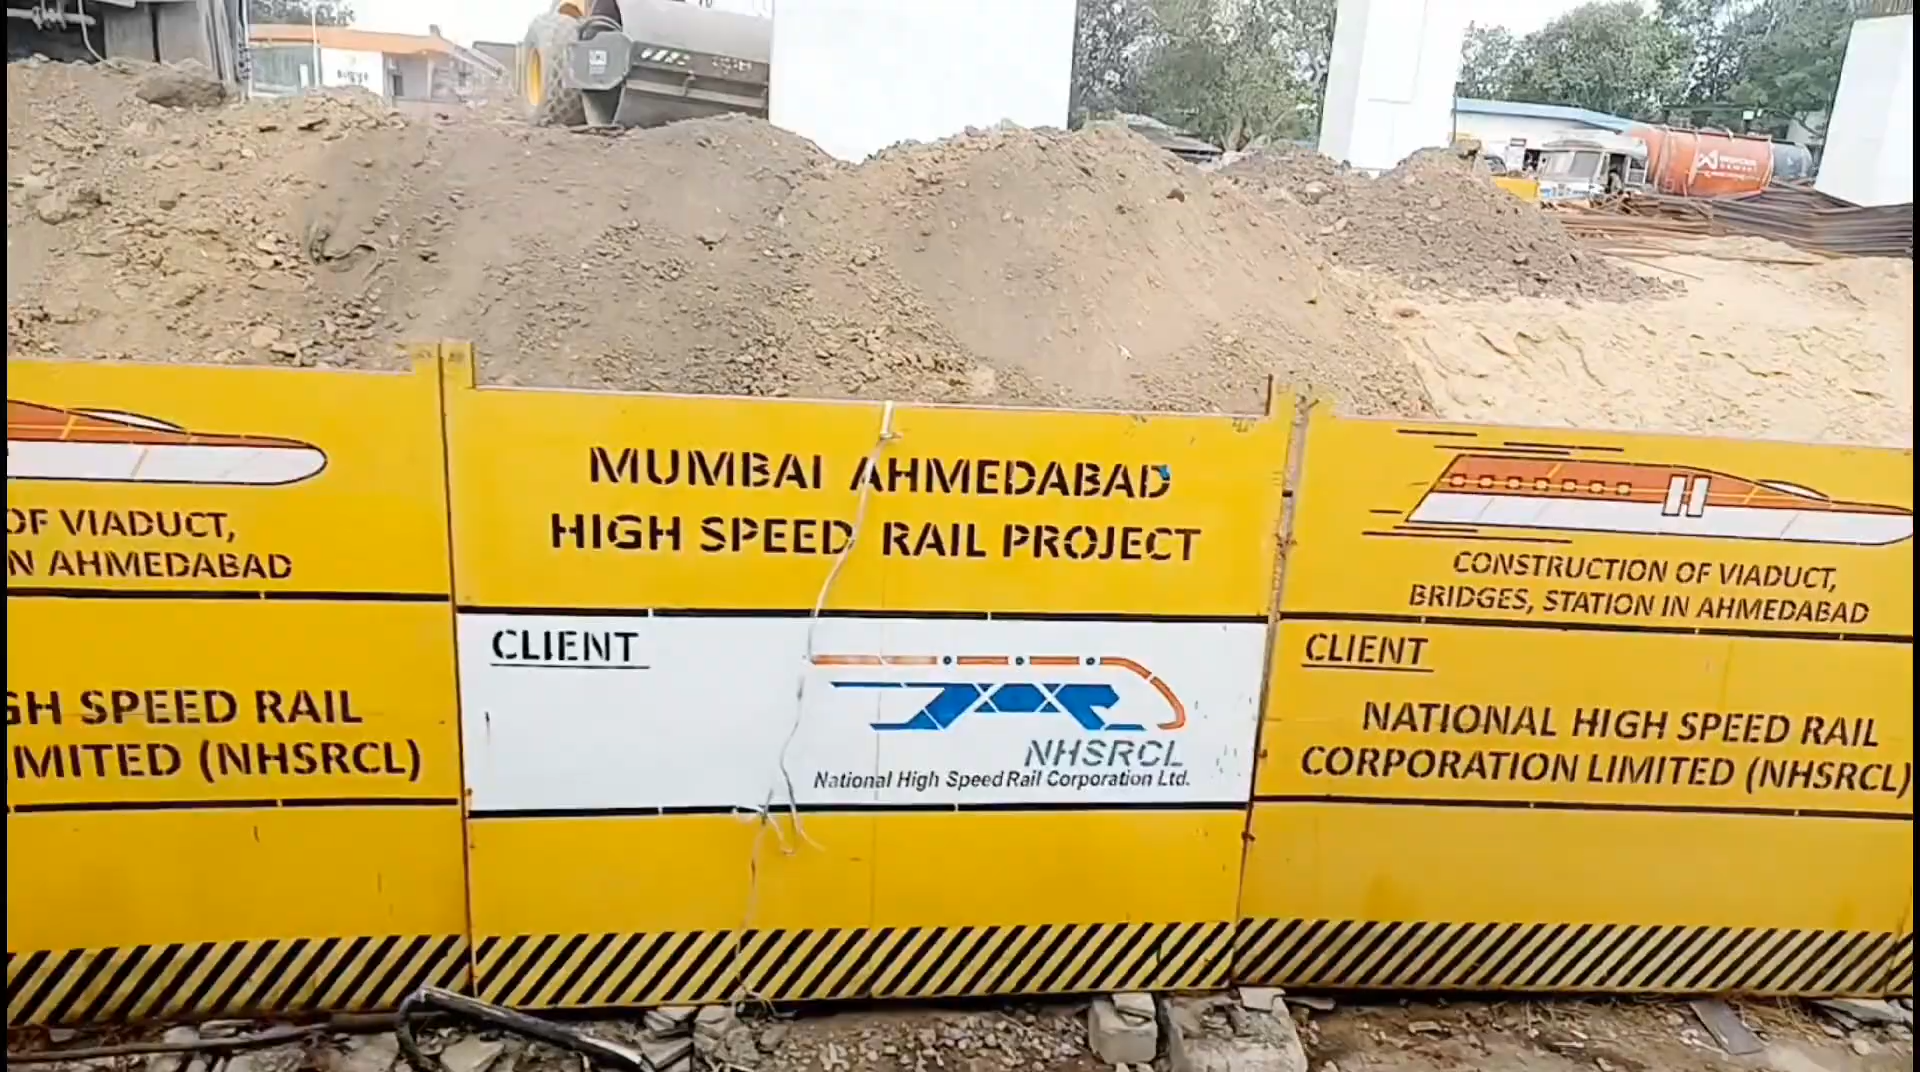 OF VIADUCT,
N AHMEDABAD
GH SPEED RAIL
IMITED (NHSRCL)
MUMBAI AHMEDABAD
HIGH SPEED RAIL PROJECT
CLIENT
NHSRCL
National High Speed Rail Corporation Ltd.
CONSTRUCTION OF VIADUCT,
BRIDGES, STATION IN AHMEDABAD
CLIENT
NATIONAL HIGH SPEED RAIL
CORPORATION LIMITED (NHSRCL)